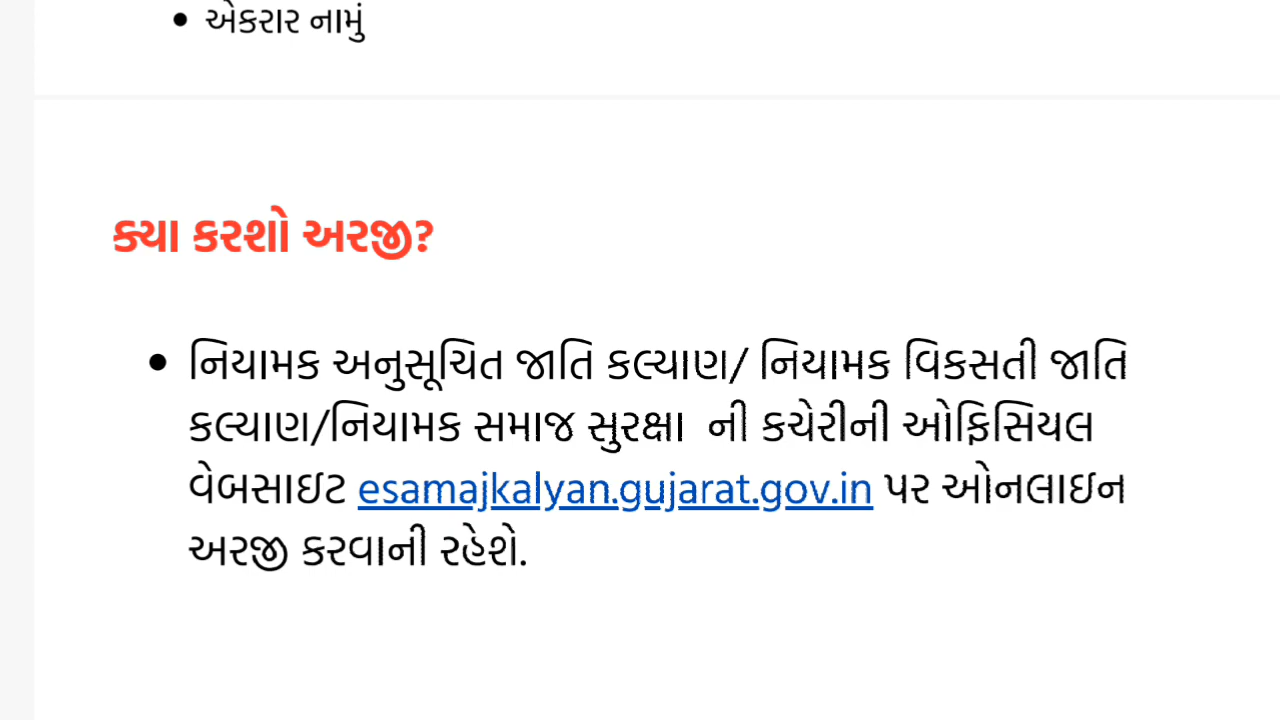 • એકરાર નામું
ક્યા કરશો અરજી?
• નિયામક અનુસૂચિત જાતિ કલ્યાણ/ નિયામક વિકસતી જાતિ
કલ્યાણ/નિયામક સમાજ સુરક્ષા ની કચેરીની ઓફિસિયલ
વેબસાઇટ esamajkalyan.gujarat.gov.in પર ઓનલાઇન
અરજી કરવાની રહેશે.